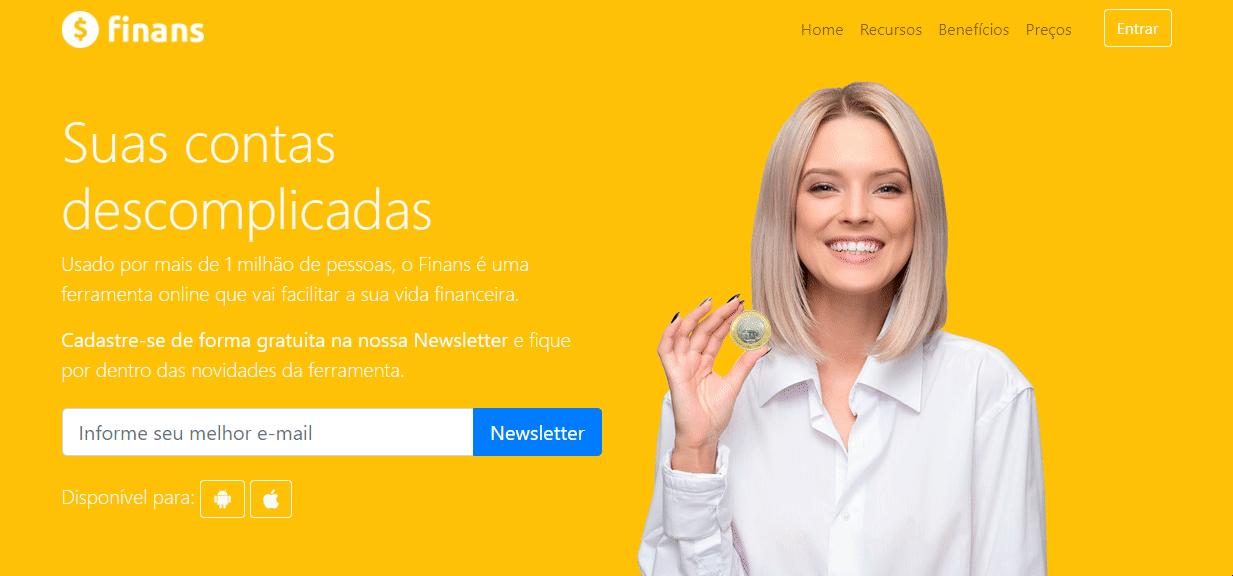 finans
Home Recursos Benefícios Preços Entrar
Suas contas
descomplicadas
Usado por mais de 1 milhão de pessoas, o Finans é uma
ferramenta online que vai facilitar a sua vida financeira.
Cadastre-se de forma gratuita na nossa Newsletter e fique
por dentro das novidades da ferramenta.
Informe seu melhor e-mail Newsletter
Disponível para: